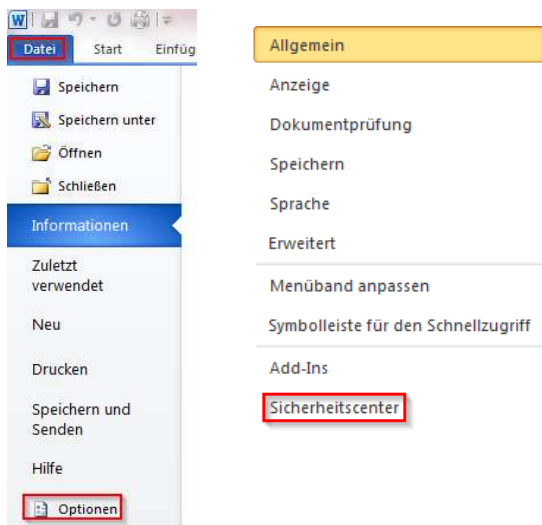 W
Datei Start Einfüg
Speichern
Speichern unter
Öffnen
Schließen
Informationen
Zuletzt
verwendet
Neu
Drucken
Speichern und
Senden
Hilfe
Optionen
Allgemein
Anzeige
Dokumentprüfung
Speichern
Sprache
Erweitert
Menüband anpassen
Symbolleiste für den Schnellzugriff
Add-Ins
Sicherheitscenter